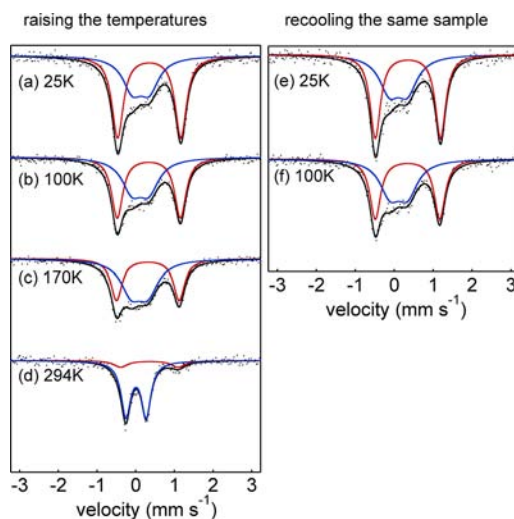 raising the temperatures
recooling the same sample
(a) 25K
(b) 100K
(c) 170K
(d) 294K
-3 -2 -1 0 1 2 3
velocity (mm s⁻¹)
(e) 25K
(f) 100K
-3 -2 -1 0 1 2 3
velocity (mm s⁻¹)